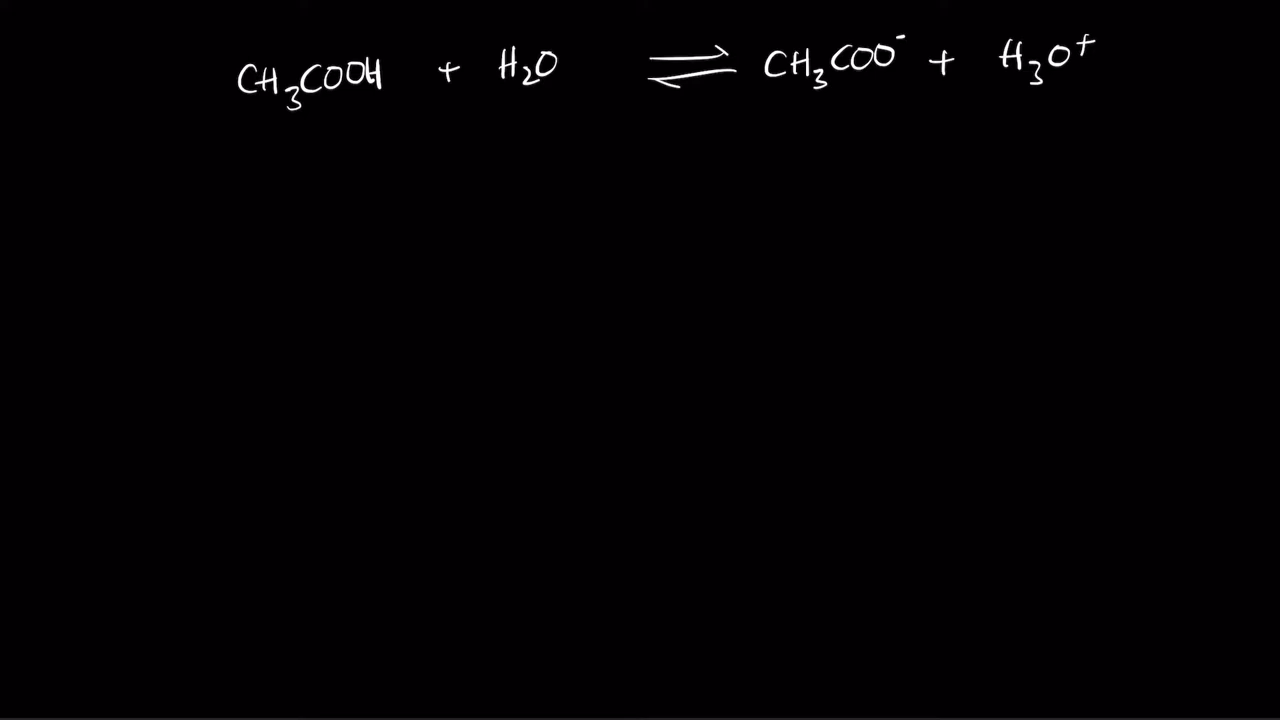 CH₃COOH + H₂O ⇌ CH₃COO⁻ + H₃O⁺